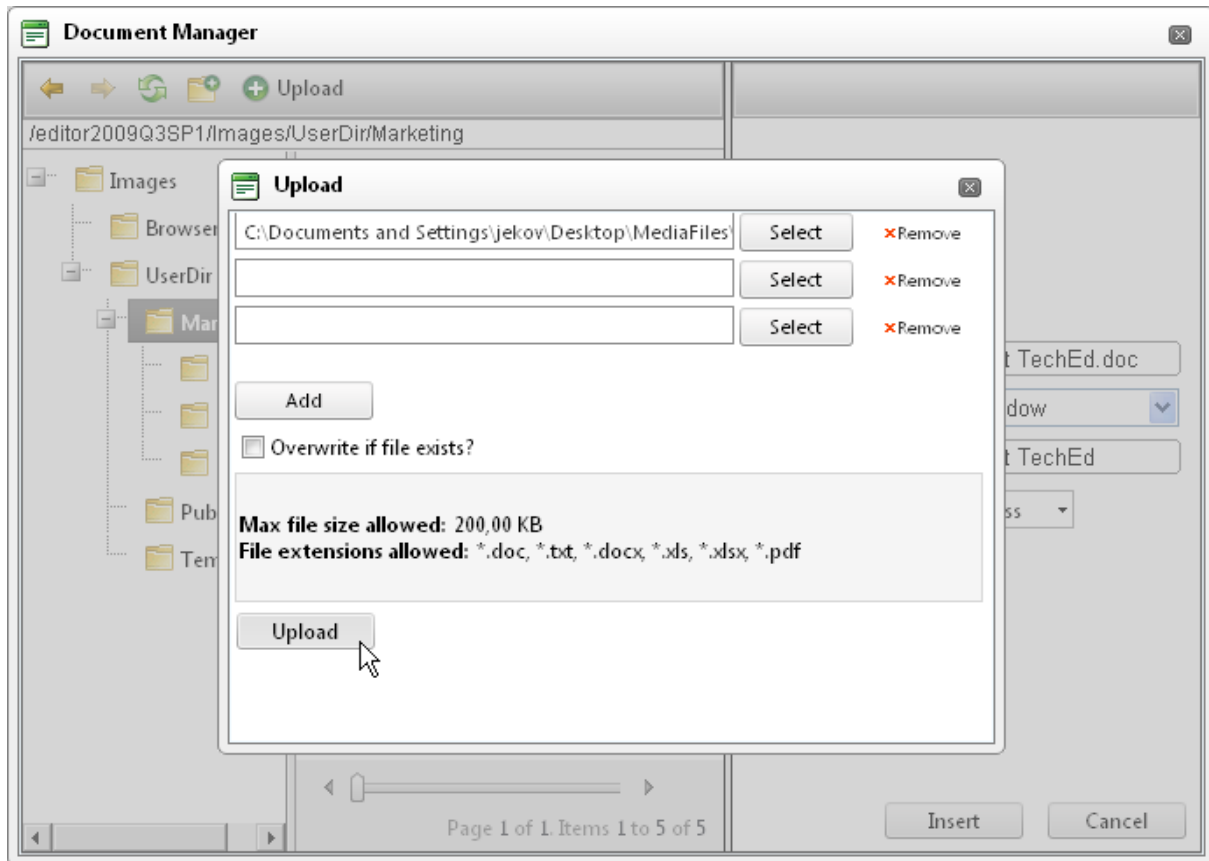 Document Manager
Upload
/editor2009Q3SP1/Images/UserDir/Marketing
Images
Browser
UserDir
Mar
Pub
Tem
Upload
C:\Documents and Settings\jekov\Desktop\MediaFiles\ Select Remove
Select Remove
Select Remove
Add
Overwrite if file exists?
Max file size allowed: 200,00 KB
File extensions allowed: *.doc, *.txt, *.docx, *.xls, *.xlsx, *.pdf
Upload
t TechEd.doc
dow
t TechEd
ss
Page 1 of 1. Items 1 to 5 of 5
Insert Cancel